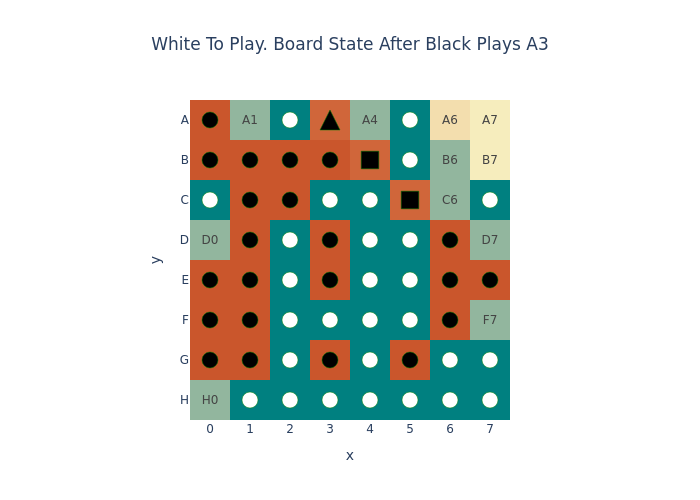 White To Play. Board State After Black Plays A3
A A1 A4 A6 A7
B B6 B7
C C6
D D0 D7
E
F F7
G
H H0
0 1 2 3 4 5 6 7
x
y